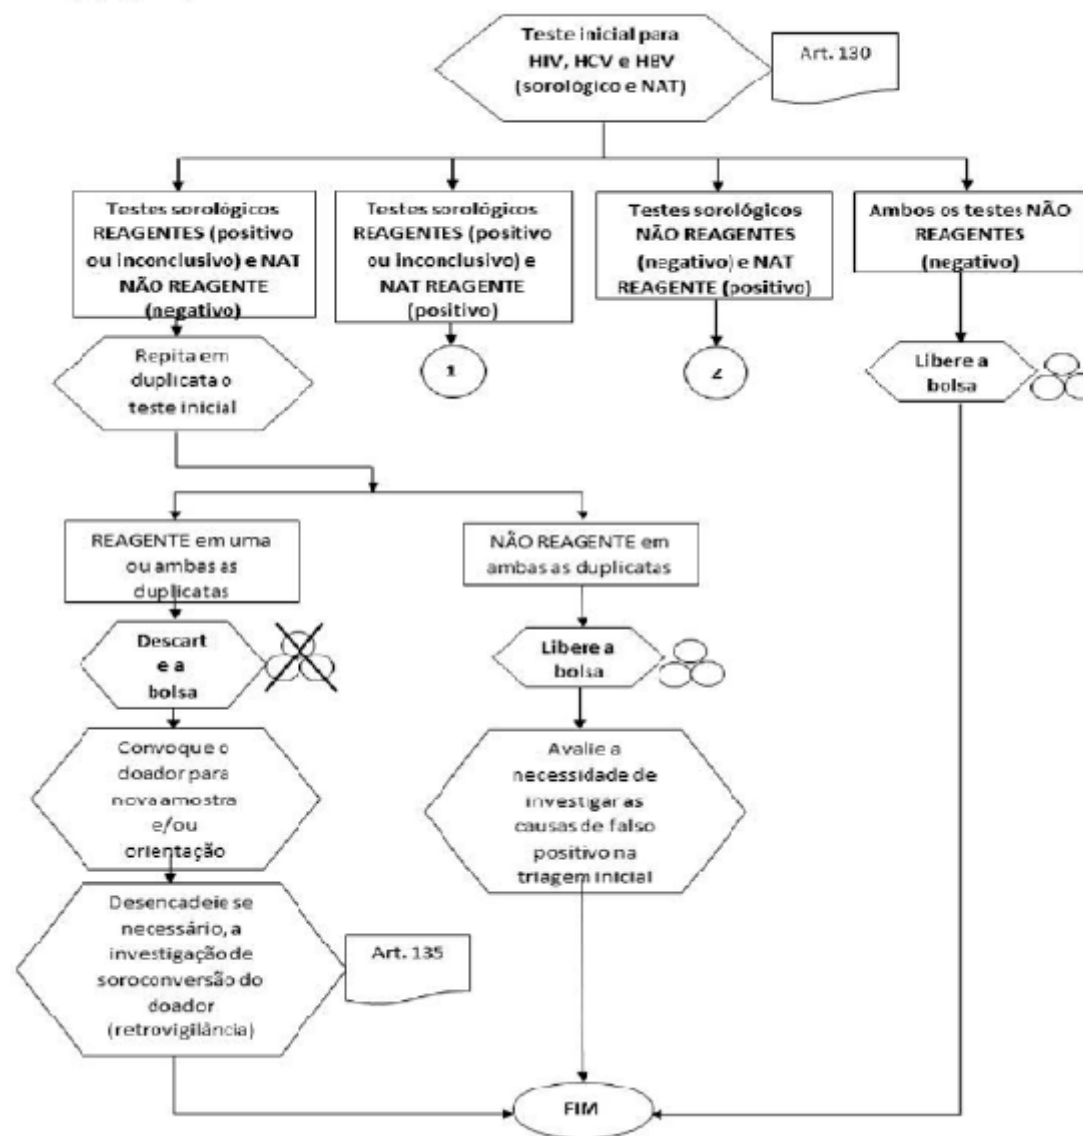 Teste inicial para
HIV, HCV e HBV
(sorológico e NAT)
Art. 130
Testes sorológicos
REAGENTES (positivo
ou inconclusivo) e NAT
NÃO REAGENTE
(negativo)
Testes sorológicos
REAGENTES (positivo
ou inconclusivo) e
NAT REAGENTE
(positivo)
Testes sorológicos
NÃO REAGENTES
(negativo) e NAT
REAGENTE (positivo)
Ambos os testes NÃO
REAGENTES
(negativo)
Repita em
duplicata o
teste inicial
1
2
Libere a
bolsa
REAGENTE em uma
ou ambas as
duplicatas
NÃO REAGENTE em
ambas as duplicatas
Descart
e a
bolsa
Libere a
bolsa
Convoque o
doador para
nova amostra
e/ou
orientação
Avalie a
necessidade de
investigar as
causas de falso
positivo na
triagem inicial
Desencadeie se
necessário, a
investigação de
soroconversão do
doador
(retrovigilância)
Art. 135
FIM